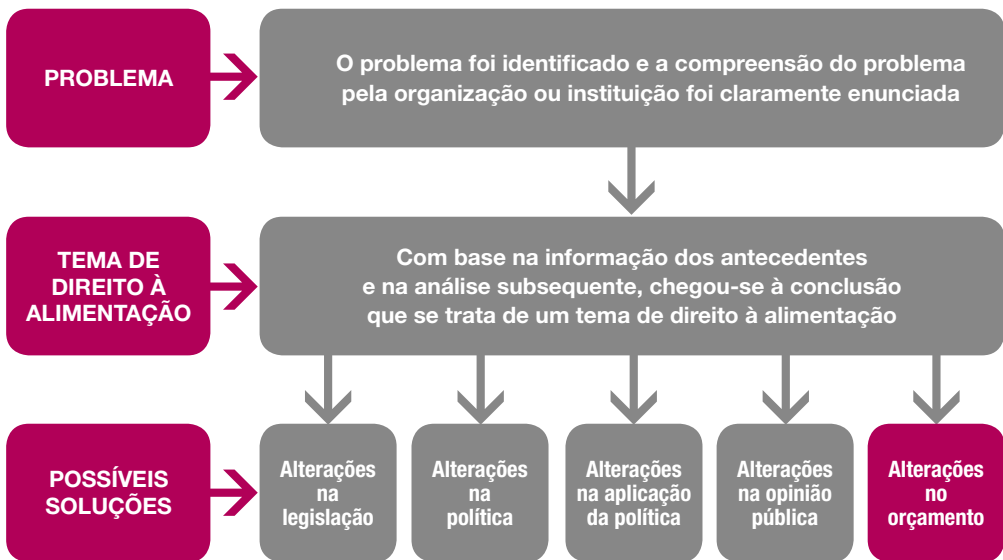 PROBLEMA
O problema foi identificado e a compreensão do problema
pela organização ou instituição foi claramente enunciada
TEMA DE
DIREITO À
ALIMENTAÇÃO
Com base na informação dos antecedentes
e na análise subsequente, chegou-se à conclusão
que se trata de um tema de direito à alimentação
POSSÍVEIS
SOLUÇÕES
Alterações
na
legislação
Alterações
na
política
Alterações
na aplicação
da política
Alterações
na opinião
pública
Alterações
no
orçamento